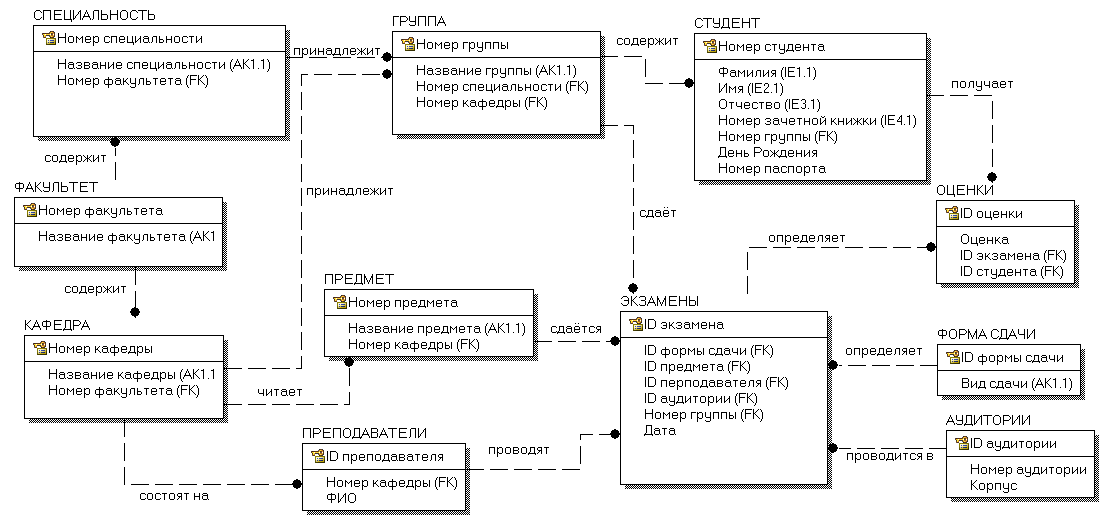 СПЕЦИАЛЬНОСТЬ
Номер специальности
Название специальности (AK1.1)
Номер факультета (FK)
принадлежит
ГРУППА
Номер группы
Название группы (AK1.1)
Номер специальности (FK)
Номер кафедры (FK)
содержит
СТУДЕНТ
Номер студента
Фамилия (IE1.1)
Имя (IE2.1)
Отчество (IE3.1)
Номер зачетной книжки (IE4.1)
Номер группы (FK)
День Рождения
Номер паспорта
получает
содержит
ФАКУЛЬТЕТ
Номер факультета
Название факультета (AK1
принадлежит
сдаёт
ОЦЕНКИ
ID оценки
Оценка
ID экзамена (FK)
ID студента (FK)
определяет
содержит
КАФЕДРА
Номер кафедры
Название кафедры (AK1.1
Номер факультета (FK)
ПРЕДМЕТ
Номер предмета
Название предмета (AK1.1)
Номер кафедры (FK)
сдаётся
читает
ЭКЗАМЕНЫ
ID экзамена
ID формы сдачи (FK)
ID предмета (FK)
ID перподавателя (FK)
ID аудитории (FK)
Номер группы (FK)
Дата
определяет
ФОРМА СДАЧИ
ID формы сдачи
Вид сдачи (AK1.1)
ПРЕПОДАВАТЕЛИ
ID преподавателя
Номер кафедры (FK)
ФИО
состоят на
проводят
проводится в
АУДИТОРИИ
ID аудитории
Номер аудитории
Корпус